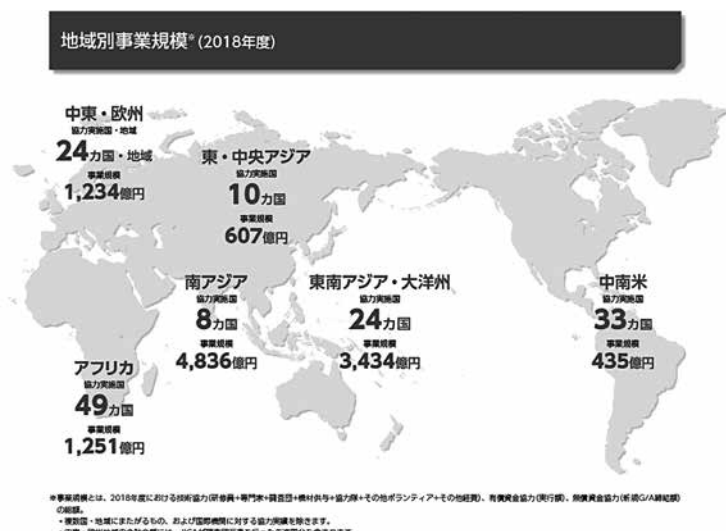 地域別事業規模※(2018年度)
中東・欧州
協力実施国・地域
24カ国・地域
事業規模
1,234億円
東・中央アジア
協力実施国
10カ国
事業規模
607億円
南アジア
協力実施国
8カ国
事業規模
4,836億円
東南アジア・大洋州
協力実施国
24カ国
事業規模
3,434億円
中南米
協力実施国
33カ国
事業規模
435億円
アフリカ
協力実施国
49カ国
事業規模
1,251億円
※事業規模とは、2018年度における技術協力(研修員+専門家+調査団+機材供与+協力隊+その他ボランティア+その他経費)、有償資金協力(実行額)、無償資金協力(新規G/A締結額)
の総額。
・複数国・地域にまたがるもの、および国際機関に対する協力実績を除きます。